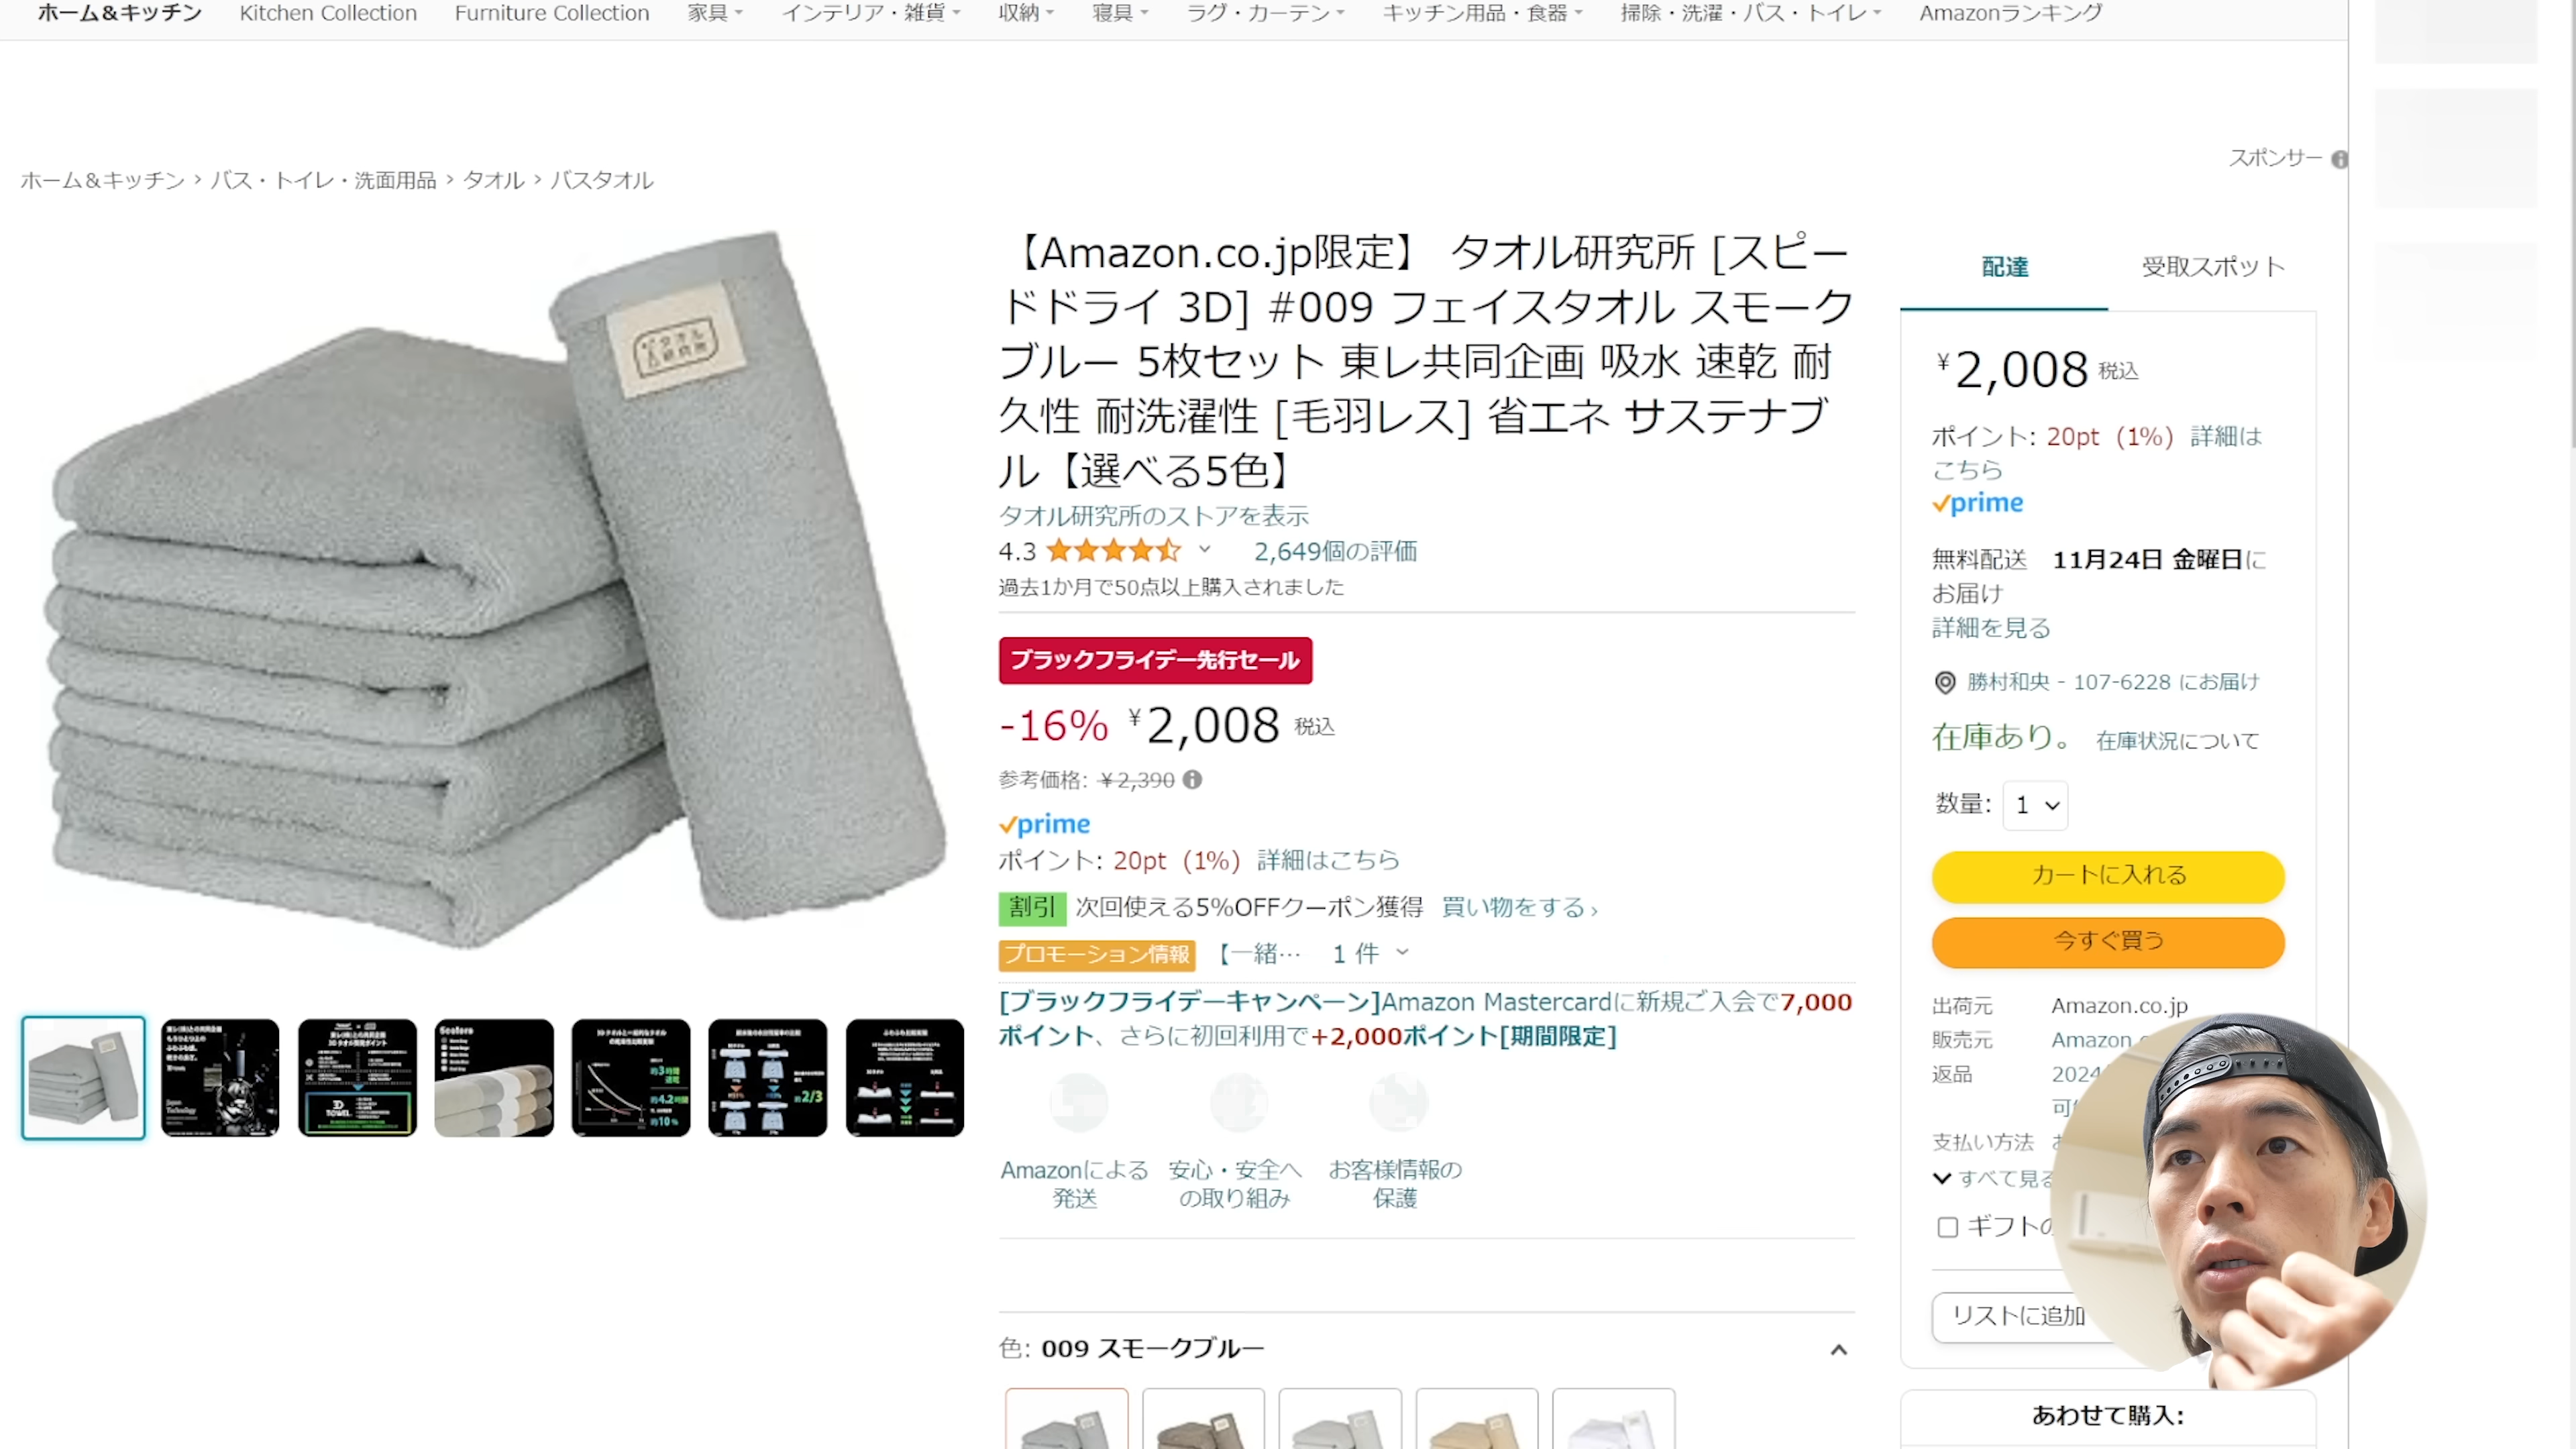 ホーム＆キッチン Kitchen Collection Furniture Collection 家具 インテリア・雑貨 収納 寝具 ラグ・カーテン キッチン用品・食器 掃除・洗濯・バス・トイレ Amazonランキング
スポンサー
ホーム＆キッチン › バス・トイレ・洗面用品 › タオル › バスタオル
タオル研究所
【Amazon.co.jp限定】 タオル研究所 [スピー
ドドライ 3D] #009 フェイスタオル スモーク
ブルー 5枚セット 東レ共同企画 吸水 速乾 耐
久性 耐洗濯性 [毛羽レス] 省エネ サステナブ
ル【選べる5色】
タオル研究所のストアを表示
4.3 2,649個の評価
過去1か月で50点以上購入されました
ブラックフライデー先行セール
-16% ¥2,008 税込
参考価格: ¥2,390
prime
ポイント: 20pt (1%) 詳細はこちら
割引 次回使える5%OFFクーポン獲得 買い物をする ›
プロモーション情報 【一緒… 1 件
[ブラックフライデーキャンペーン]Amazon Mastercardに新規ご入会で7,000
ポイント、さらに初回利用で+2,000ポイント[期間限定]
Amazonによる
発送
安心・安全へ
の取り組み
お客様情報の
保護
色: 009 スモークブルー
5colors
3D
TOWEL
約3時間
約4.2時間
約10%
約2/3
Japan
Technology
配達 受取スポット
¥2,008 税込
ポイント: 20pt (1%) 詳細は
こちら
prime
無料配送 11月24日 金曜日に
お届け
詳細を見る
勝村和央 - 107-6228 にお届け
在庫あり。 在庫状況について
数量: 1
カートに入れる
今すぐ買う
出荷元 Amazon.co.jp
販売元 Amazon
返品 2024
支払い方法
すべて見る
ギフトの
リストに追加
あわせて購入: